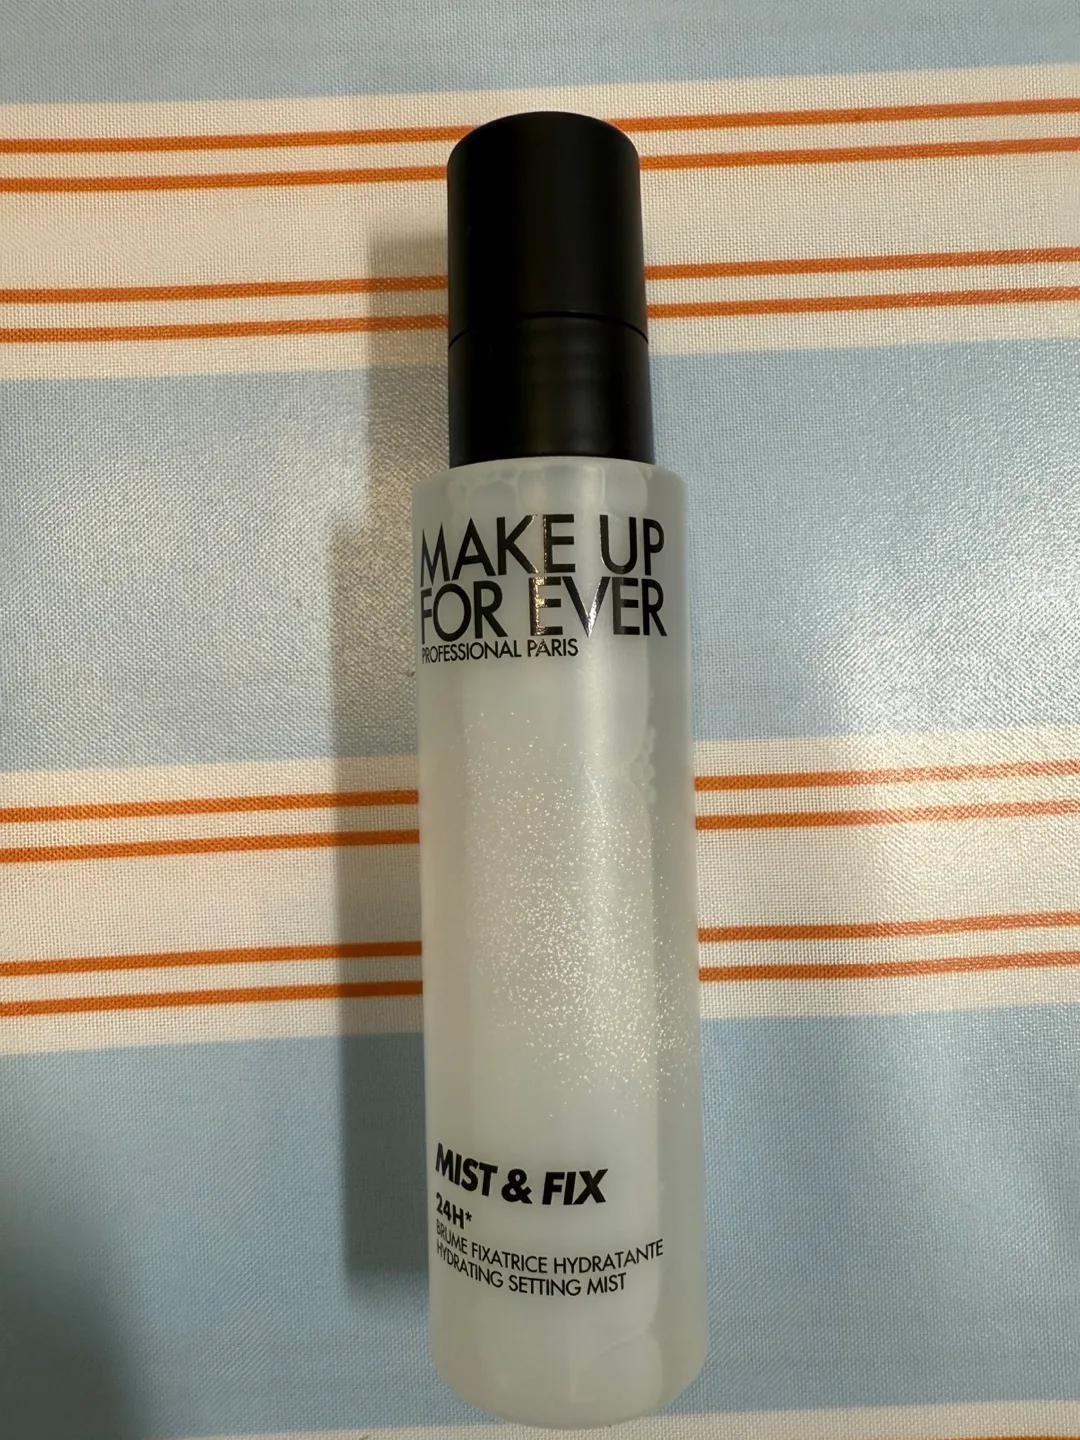 MAKE UP
FOR EVER
PROFESSIONAL PARIS
MIST & FIX
24H*
BRUME FIXATRICE HYDRATANTE
HYDRATING SETTING MIST